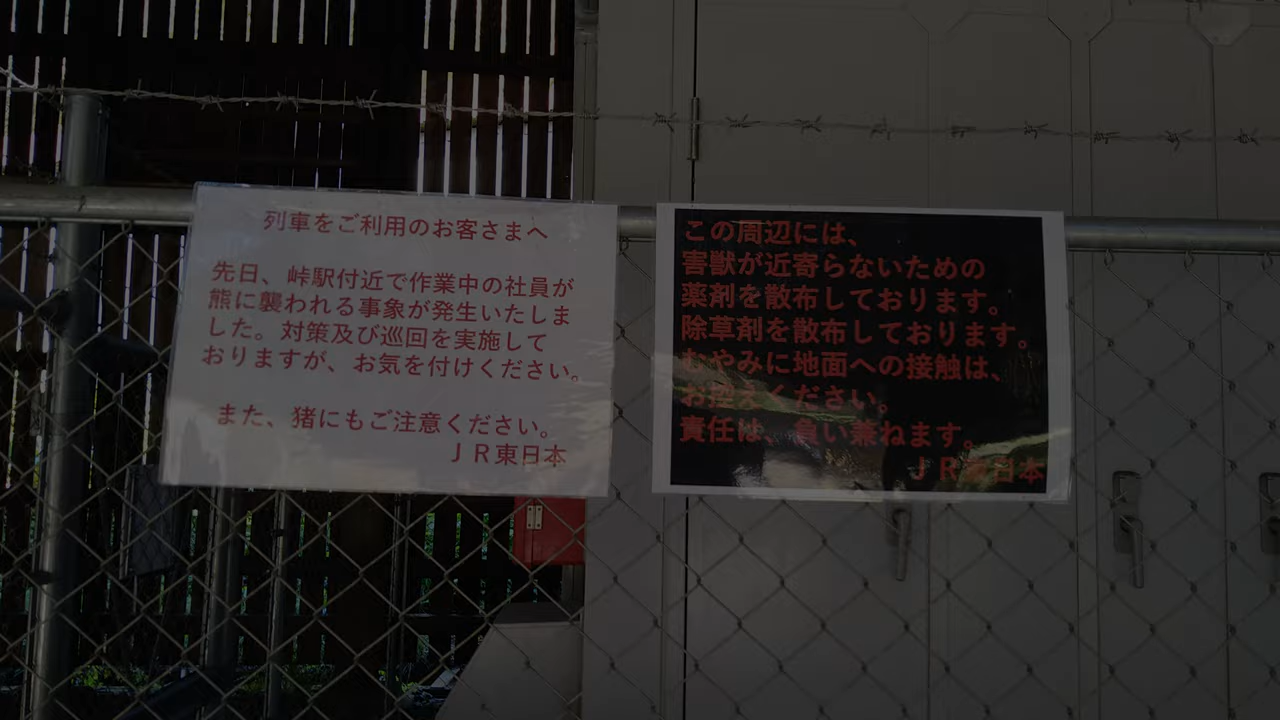 列車をご利用のお客さまへ
先日、峠駅付近で作業中の社員が
熊に襲われる事象が発生いたしま
した。対策及び巡回を実施して
おりますが、お気を付けください。
また、猪にもご注意ください。
JR東日本
この周辺には、
害獣が近寄らないための
薬剤を散布しております。
除草剤を散布しております。
むやみに地面への接触は、
お控えください。
責任は、負い兼ねます。
JR東日本